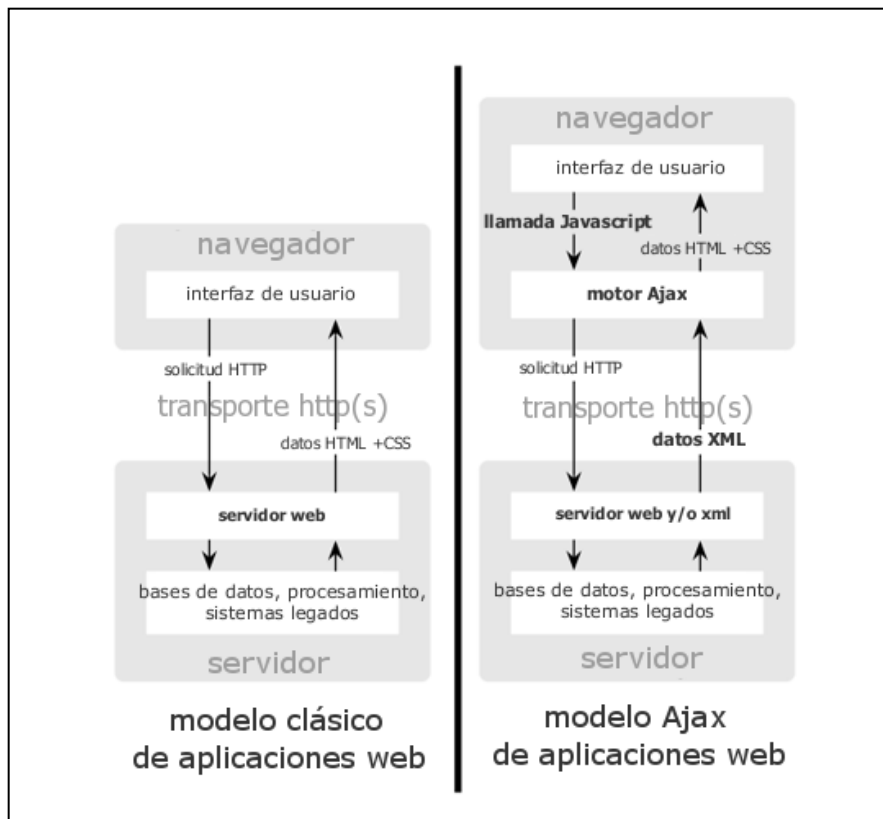 navegador
interfaz de usuario
solicitud HTTP
transporte http(s)
datos HTML +CSS
servidor web
bases de datos, procesamiento,
sistemas legados
servidor
modelo clásico
de aplicaciones web
navegador
interfaz de usuario
llamada Javascript
datos HTML +CSS
motor Ajax
solicitud HTTP
transporte http(s)
datos XML
servidor web y/o xml
bases de datos, procesamiento,
sistemas legados
servidor
modelo Ajax
de aplicaciones web